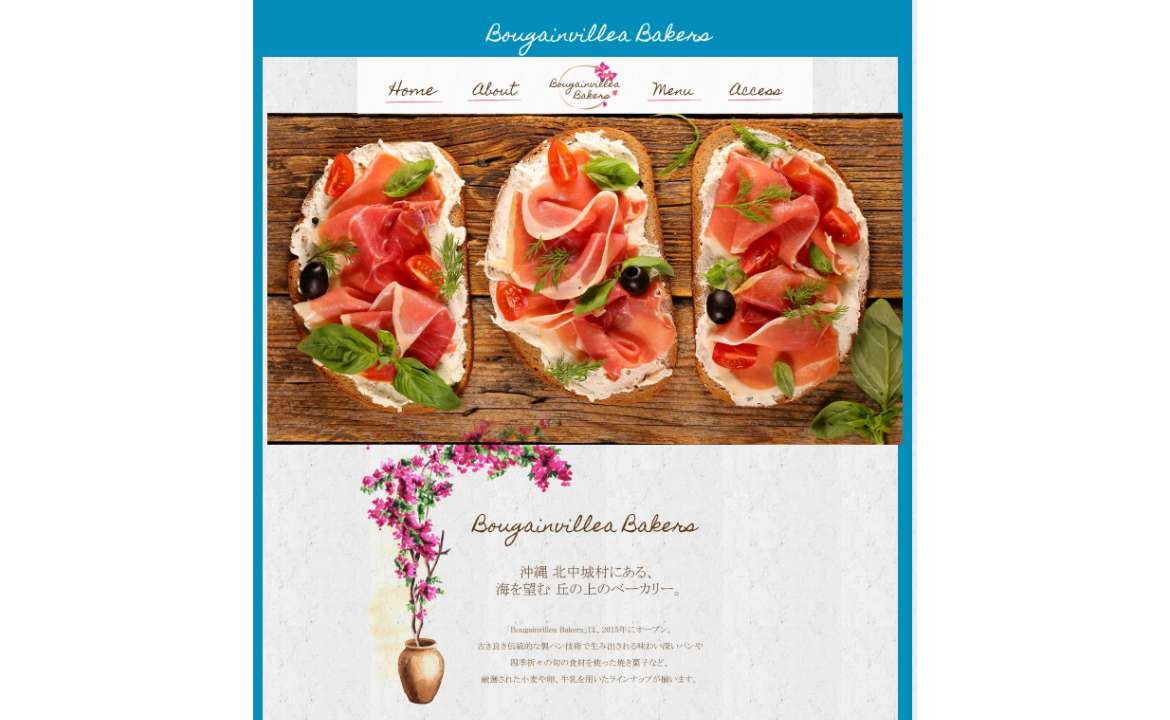 Bougainvillea Bakers
Home
About
Bougainvillea
Bakers
Menu
Access
Bougainvillea Bakers
沖縄 北中城村にある、
海を望む 丘の上のベーカリー。
「Bougainvillea Bakers」は、2015年にオープン。
古き良き伝統的な製パン技術で生み出される味わい深いパンや
四季折々の旬の食材を使った焼き菓子など、
厳選された小麦や卵、牛乳を用いたラインナップが揃います。